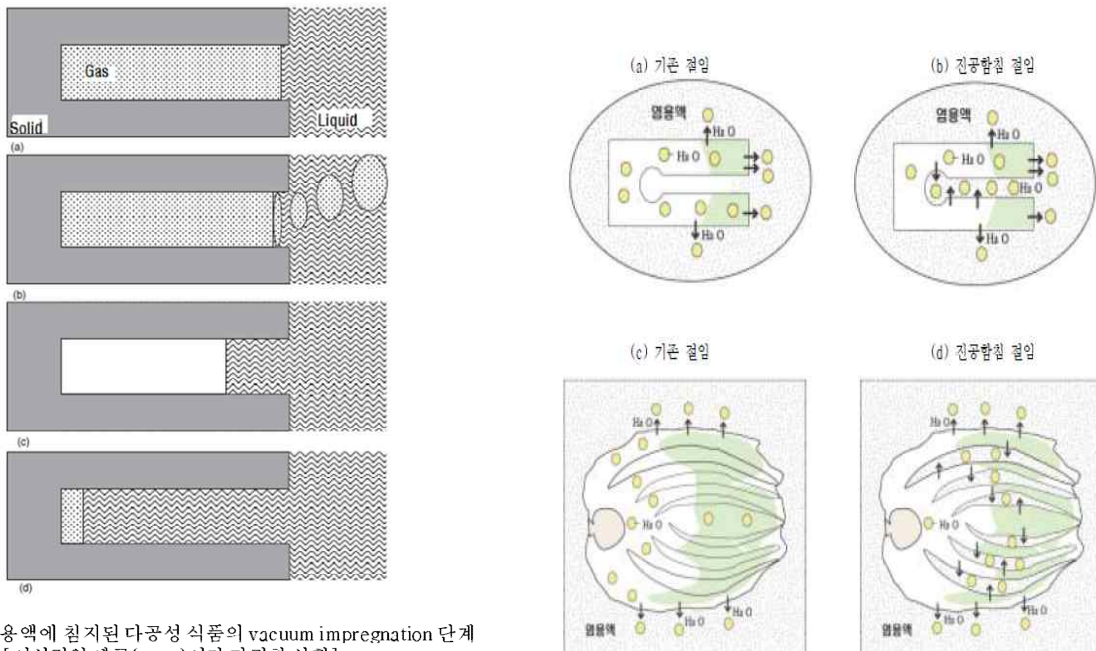 Gas
Solid
Liquid
(a)
(b)
(c)
(d)
용액에 침지된 다공성 식품의 vacuum impregnation 단계
(a) 기존 절임
염용액
H₂O
H₂O
H₂O
(b) 진공함침 절임
염용액
H₂O
H₂O
H₂O
H₂O
(c) 기존 절임
H₂O
H₂O
H₂O
염용액
(d) 진공함침 절임
H₂O
H₂O
H₂O
염용액